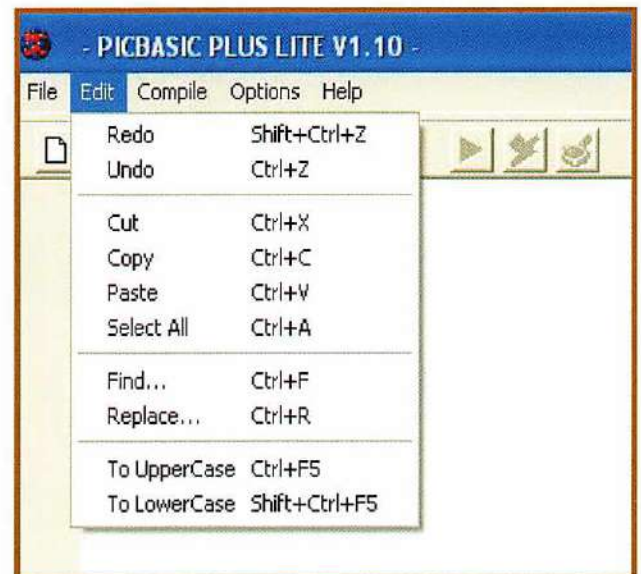 - PICBASIC PLUS LITE V1.10 -
File Edit Compile Options Help
Redo Shift+Ctrl+Z
Undo Ctrl+Z
Cut Ctrl+X
Copy Ctrl+C
Paste Ctrl+V
Select All Ctrl+A
Find... Ctrl+F
Replace... Ctrl+R
To UpperCase Ctrl+F5
To LowerCase Shift+Ctrl+F5